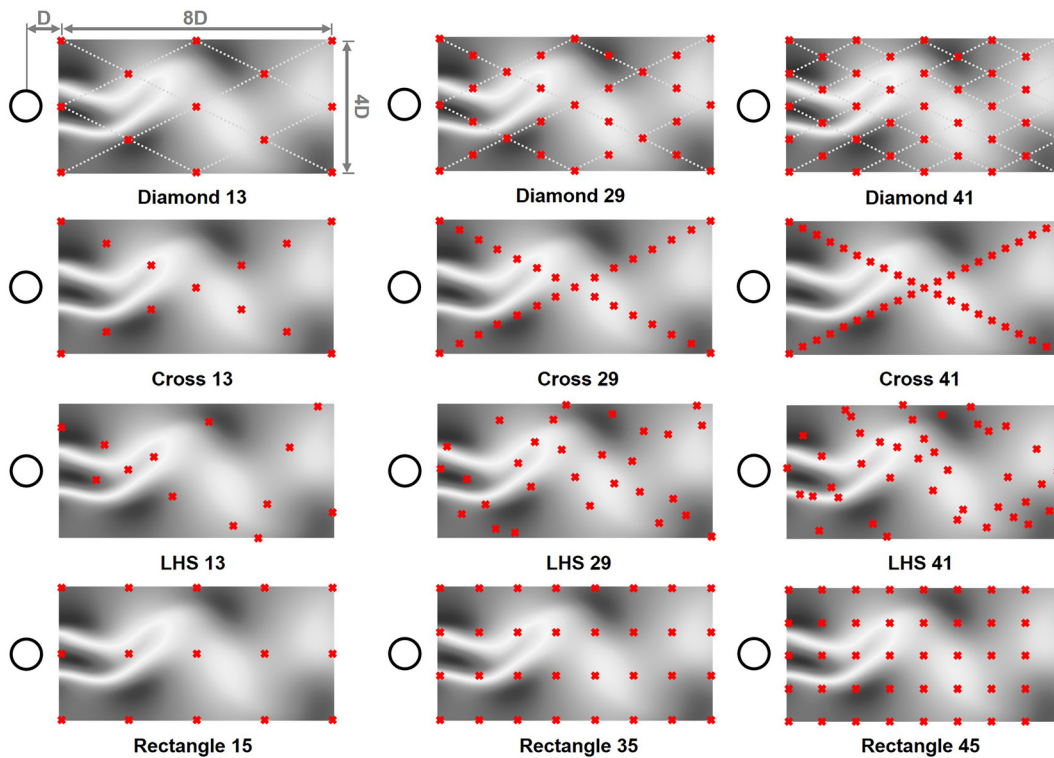 D
8D
4D
Diamond 13
Diamond 29
Diamond 41
Cross 13
Cross 29
Cross 41
LHS 13
LHS 29
LHS 41
Rectangle 15
Rectangle 35
Rectangle 45